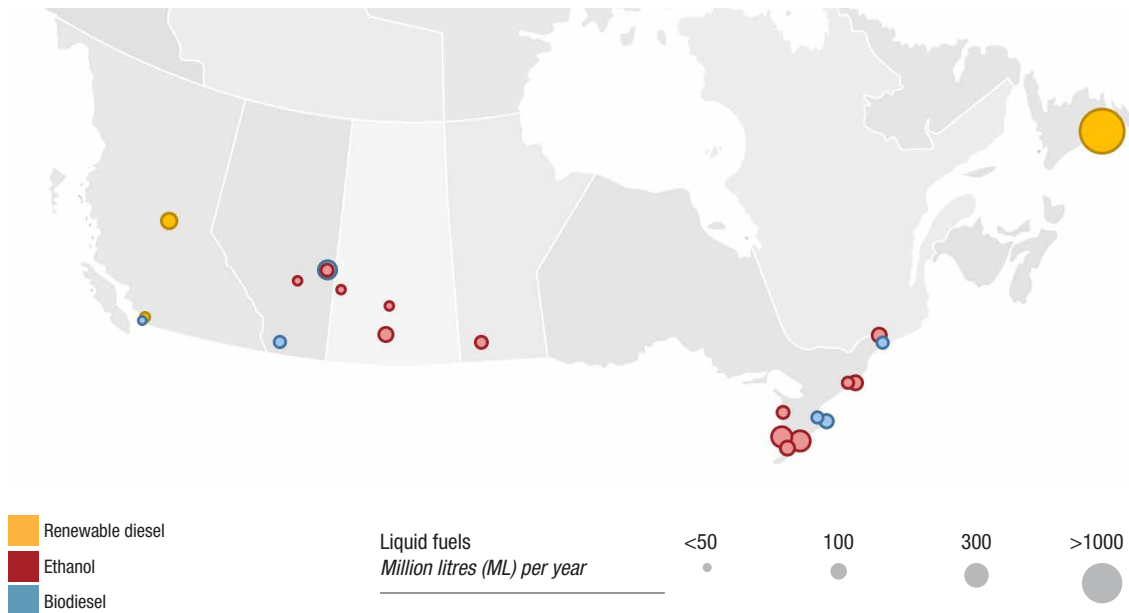 Renewable diesel
Ethanol
Biodiesel
Liquid fuels
Million litres (ML) per year
<50
100
300
>1000